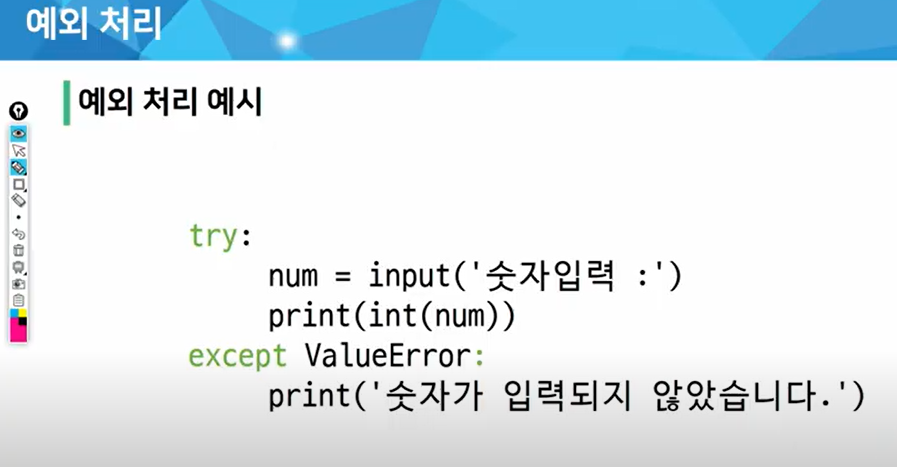 예외 처리
예외 처리 예시
try:
num = input('숫자입력 :')
print(int(num))
except ValueError:
print('숫자가 입력되지 않았습니다.')